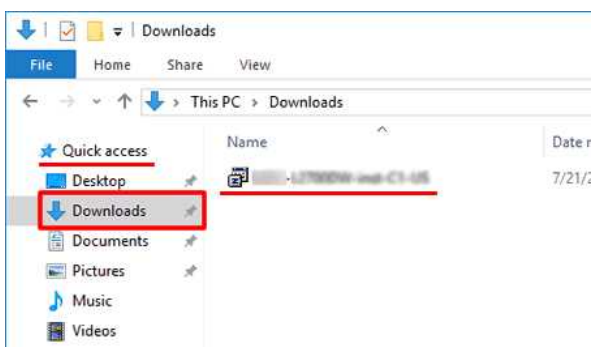 Downloads
File Home Share View
This PC > Downloads
Quick access
Name
Date
Desktop
7/21/2
Downloads
Documents
Pictures
Music
Videos